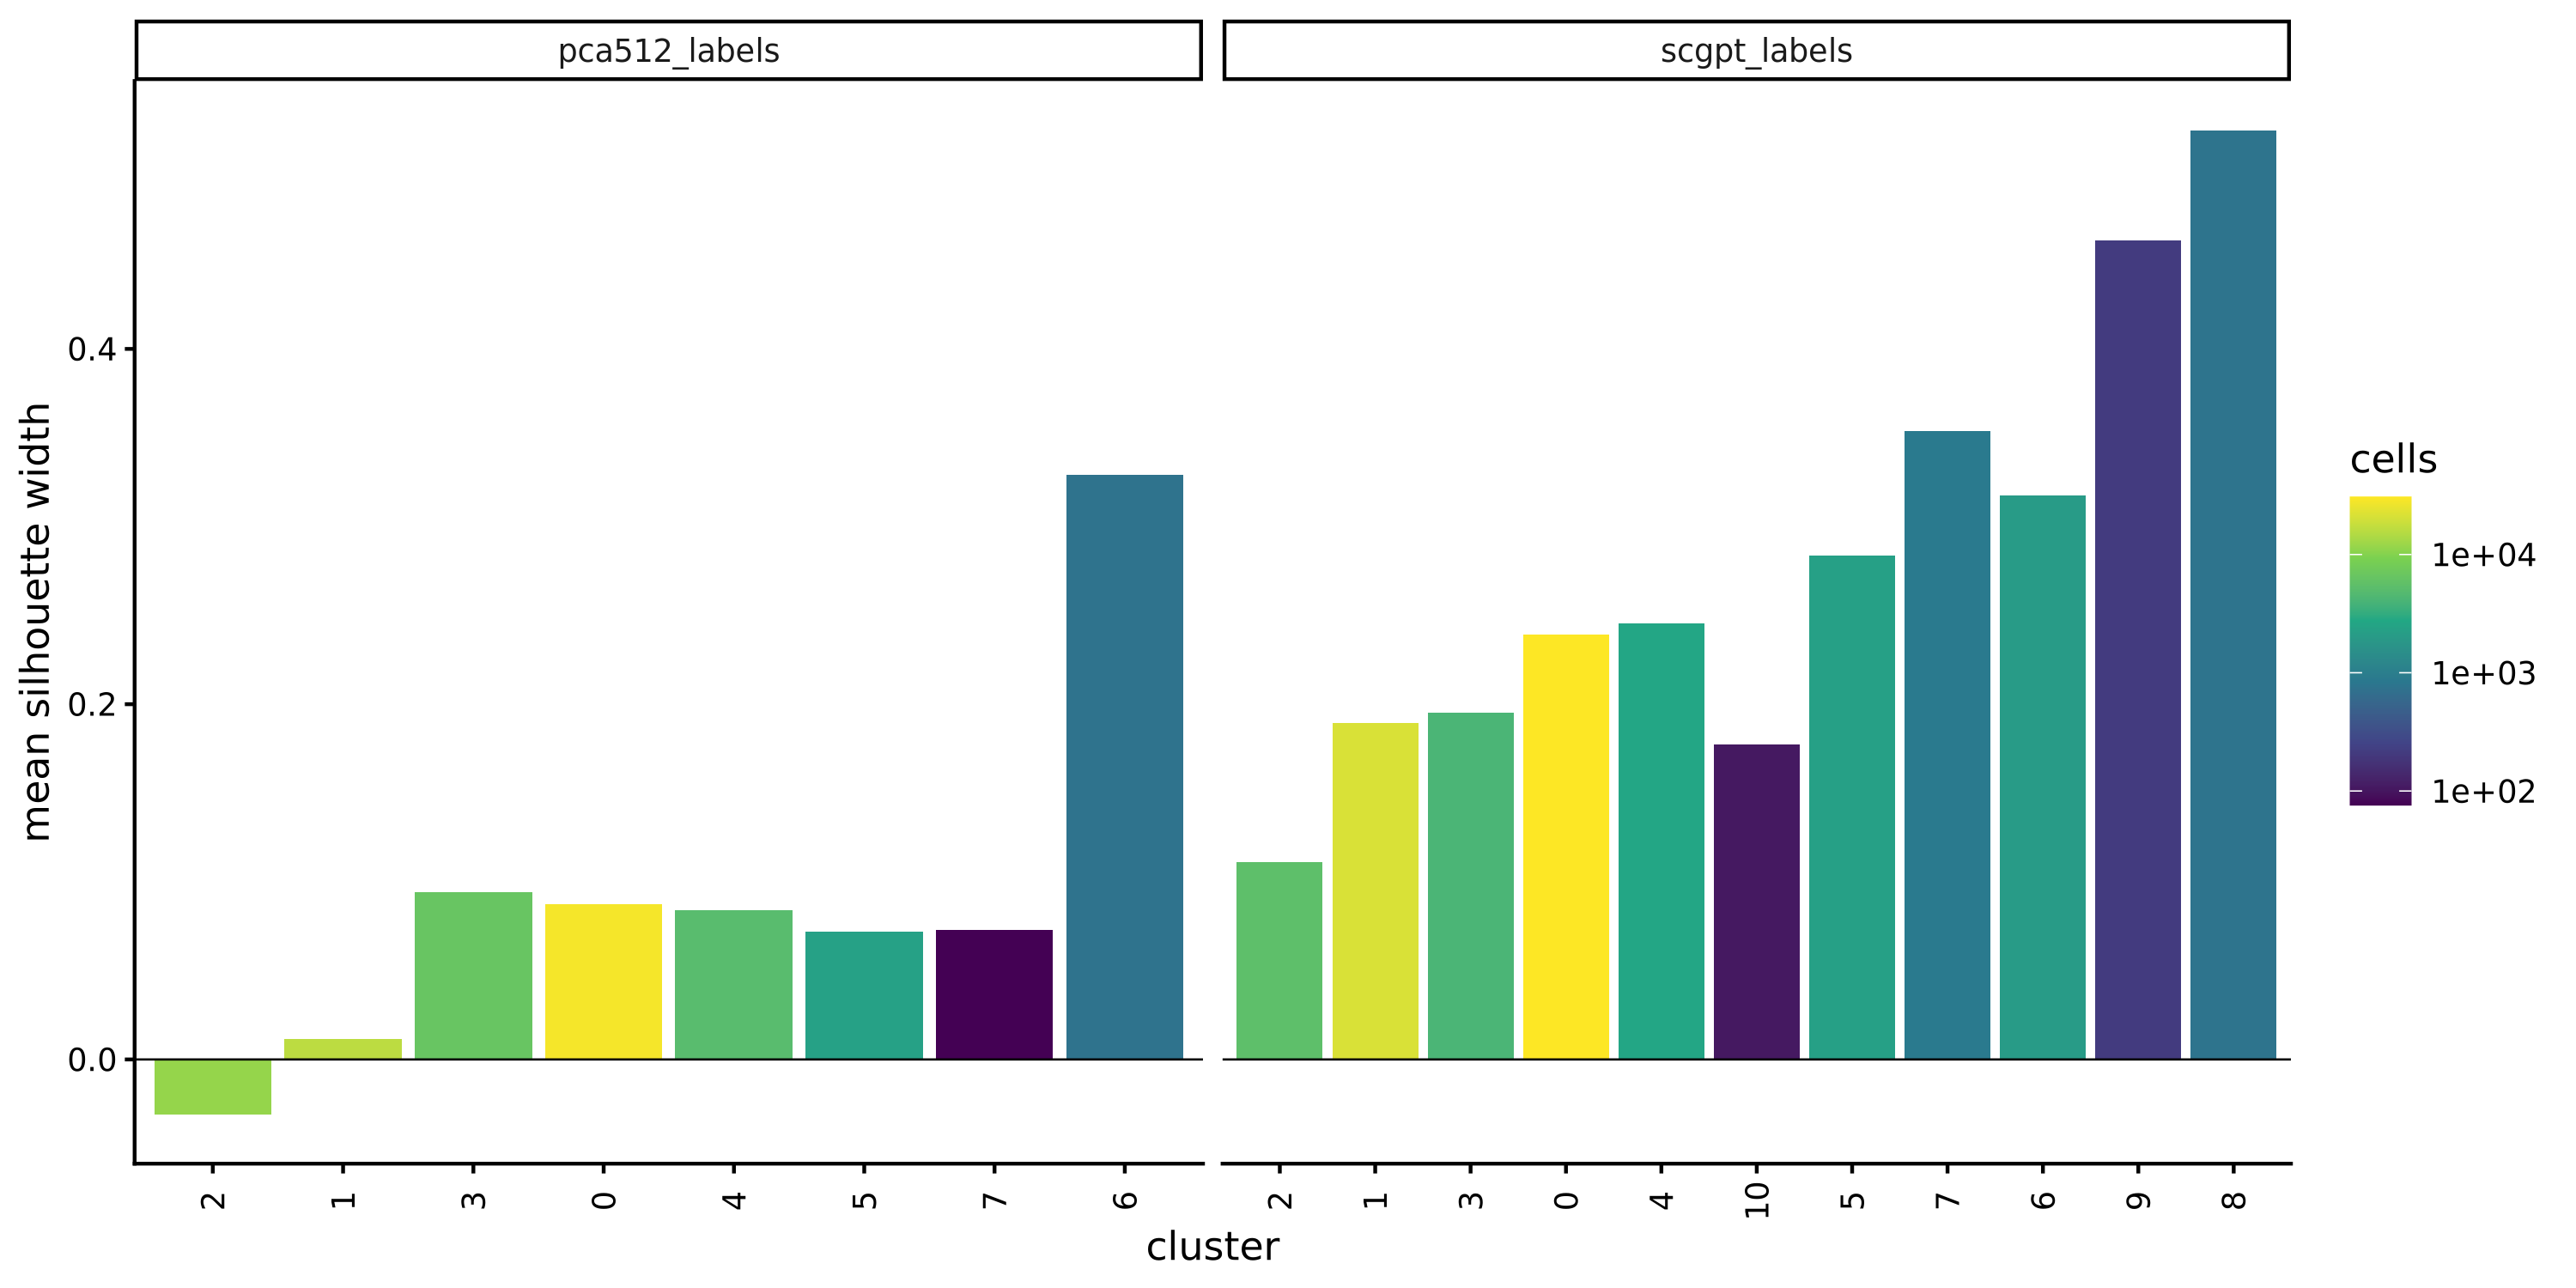 pca512_labels
scgpt_labels
mean silhouette width
0.4
0.2
0.0
2 1 3 0 4 5 7 6
2 1 3 0 4 10 5 7 6 9 8
cluster
cells
1e+04
1e+03
1e+02